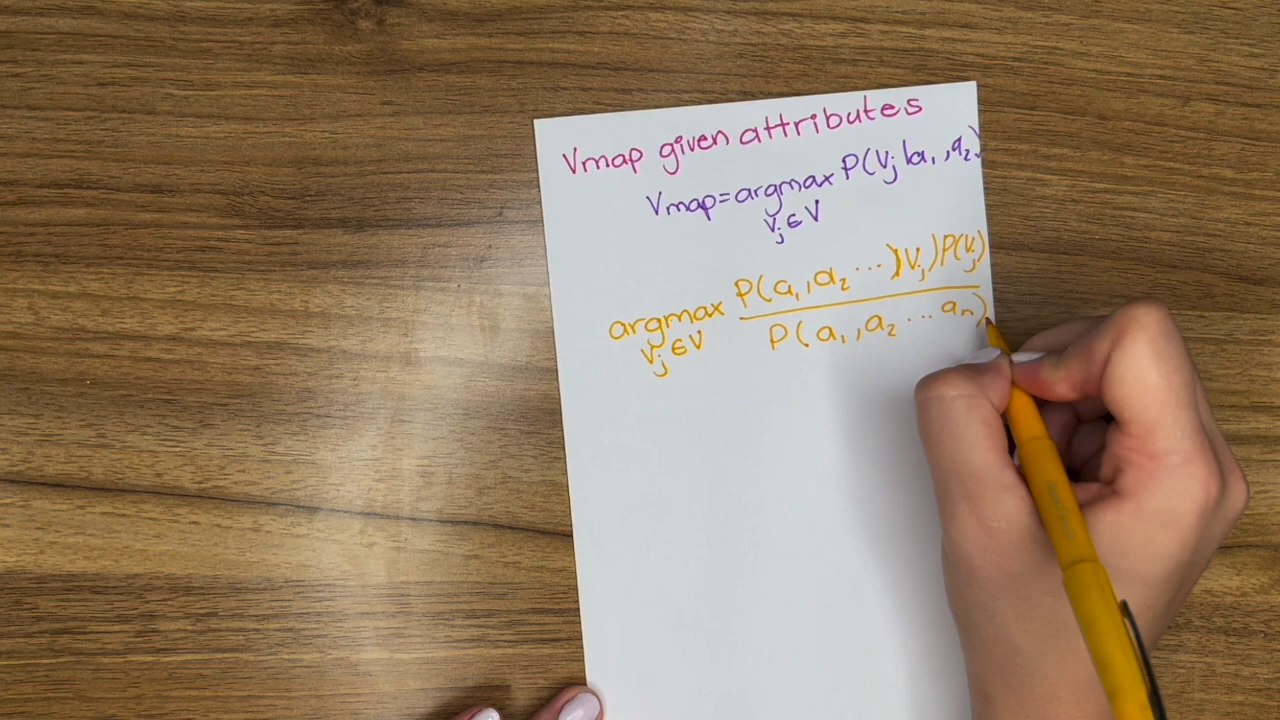 Vmap given attributes
Vmap=argmax P(Vj|a1,a2)
Vj∈V
argmax P(a1,a2...)Vj)P(Vj)
Vj∈V P(a1,a2...an)